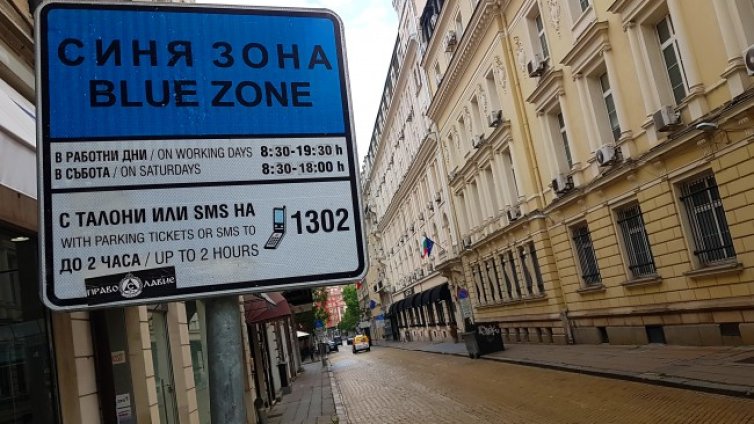 СИНЯ ЗОНА
BLUE ZONE
В РАБОТНИ ДНИ / ON WORKING DAYS 8:30-19:30 h
В СЪБОТА / ON SATURDAYS 8:30-18:00 h
С ТАЛОНИ ИЛИ SMS НА 1302
WITH PARKING TICKETS OR SMS TO
ДО 2 ЧАСА / UP TO 2 HOURS
ПРАВОСЛАВИЕ